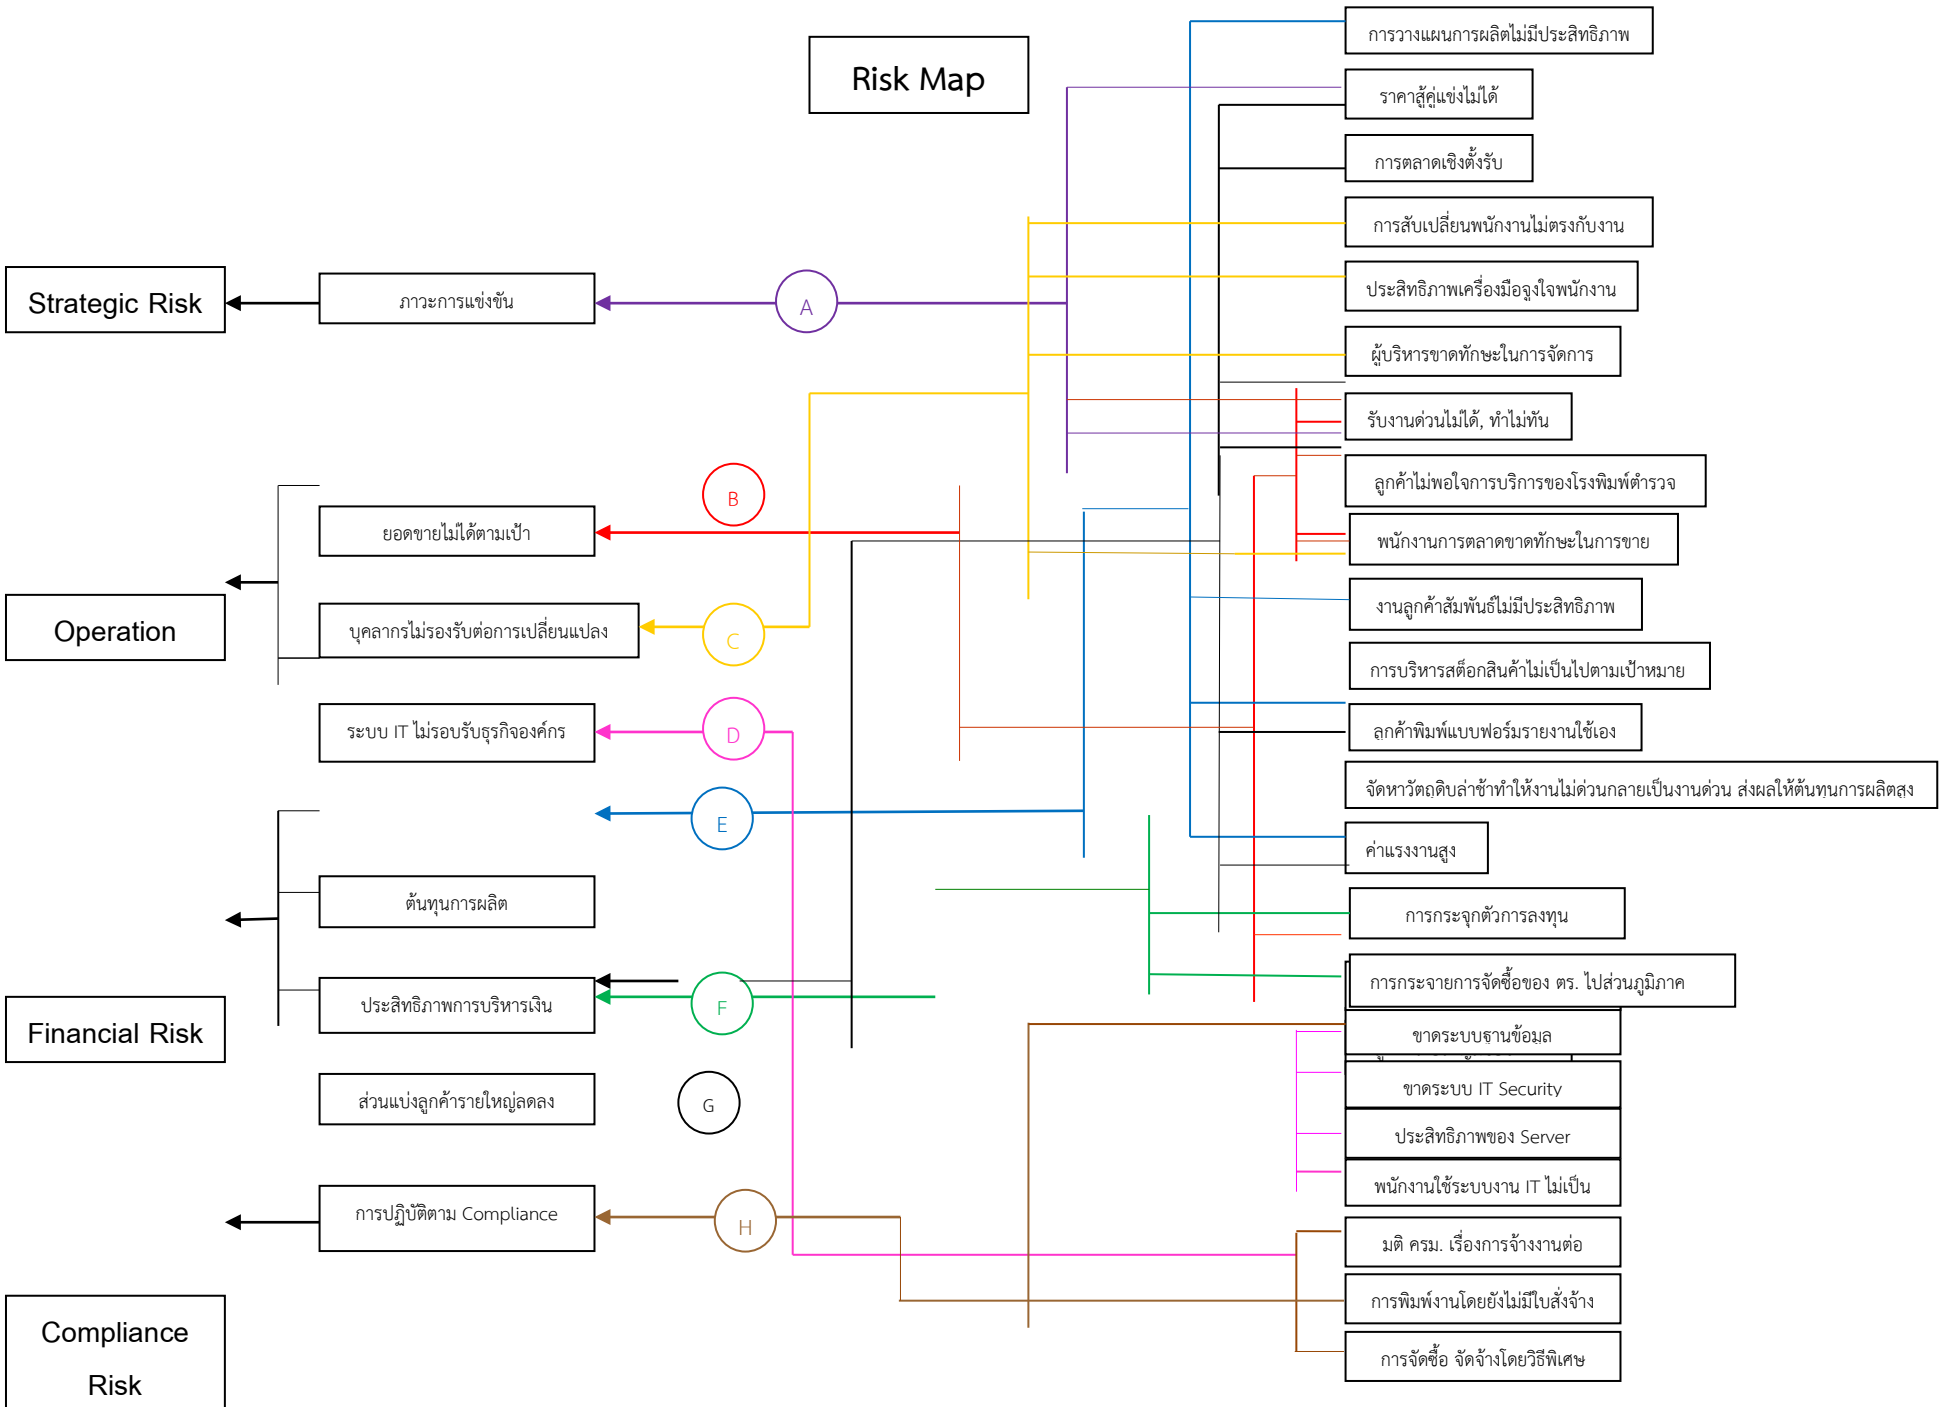 Risk Map
Strategic Risk
Operation
Financial Risk
Compliance
Risk
ภาวะการแข่งขัน
ยอดขายไม่ได้ตามเป้า
บุคลากรไม่รองรับต่อการเปลี่ยนแปลง
ระบบ IT ไม่รอบรับธุรกิจองค์กร
ต้นทุนการผลิต
ประสิทธิภาพการบริหารเงิน
ส่วนแบ่งลูกค้ารายใหญ่ลดลง
การปฏิบัติตาม Compliance
A
B
C
D
E
F
G
H
การวางแผนการผลิตไม่มีประสิทธิภาพ
ราคาสู้คู่แข่งไม่ได้
การตลาดเชิงตั้งรับ
การสับเปลี่ยนพนักงานไม่ตรงกับงาน
ประสิทธิภาพเครื่องมือจูงใจพนักงาน
ผู้บริหารขาดทักษะในการจัดการ
รับงานด่วนไม่ได้, ทำไม่ทัน
ลูกค้าไม่พอใจการบริการของโรงพิมพ์ตำรวจ
พนักงานการตลาดขาดทักษะในการขาย
งานลูกค้าสัมพันธ์ไม่มีประสิทธิภาพ
การบริหารสต็อกสินค้าไม่เป็นไปตามเป้าหมาย
ลูกค้าพิมพ์แบบฟอร์มรายงานใช้เอง
จัดหาวัตถุดิบล่าช้าทำให้งานไม่ด่วนกลายเป็นงานด่วน ส่งผลให้ต้นทุนการผลิตสูง
ค่าแรงงานสูง
การกระจุกตัวการลงทุน
การกระจายการจัดซื้อของ ตร. ไปส่วนภูมิภาค
ขาดระบบฐานข้อมูล
ขาดระบบ IT Security
ประสิทธิภาพของ Server
พนักงานใช้ระบบงาน IT ไม่เป็น
มติ ครม. เรื่องการจ้างงานต่อ
การพิมพ์งานโดยยังไม่มีใบสั่งจ้าง
การจัดซื้อ จัดจ้างโดยวิธีพิเศษ